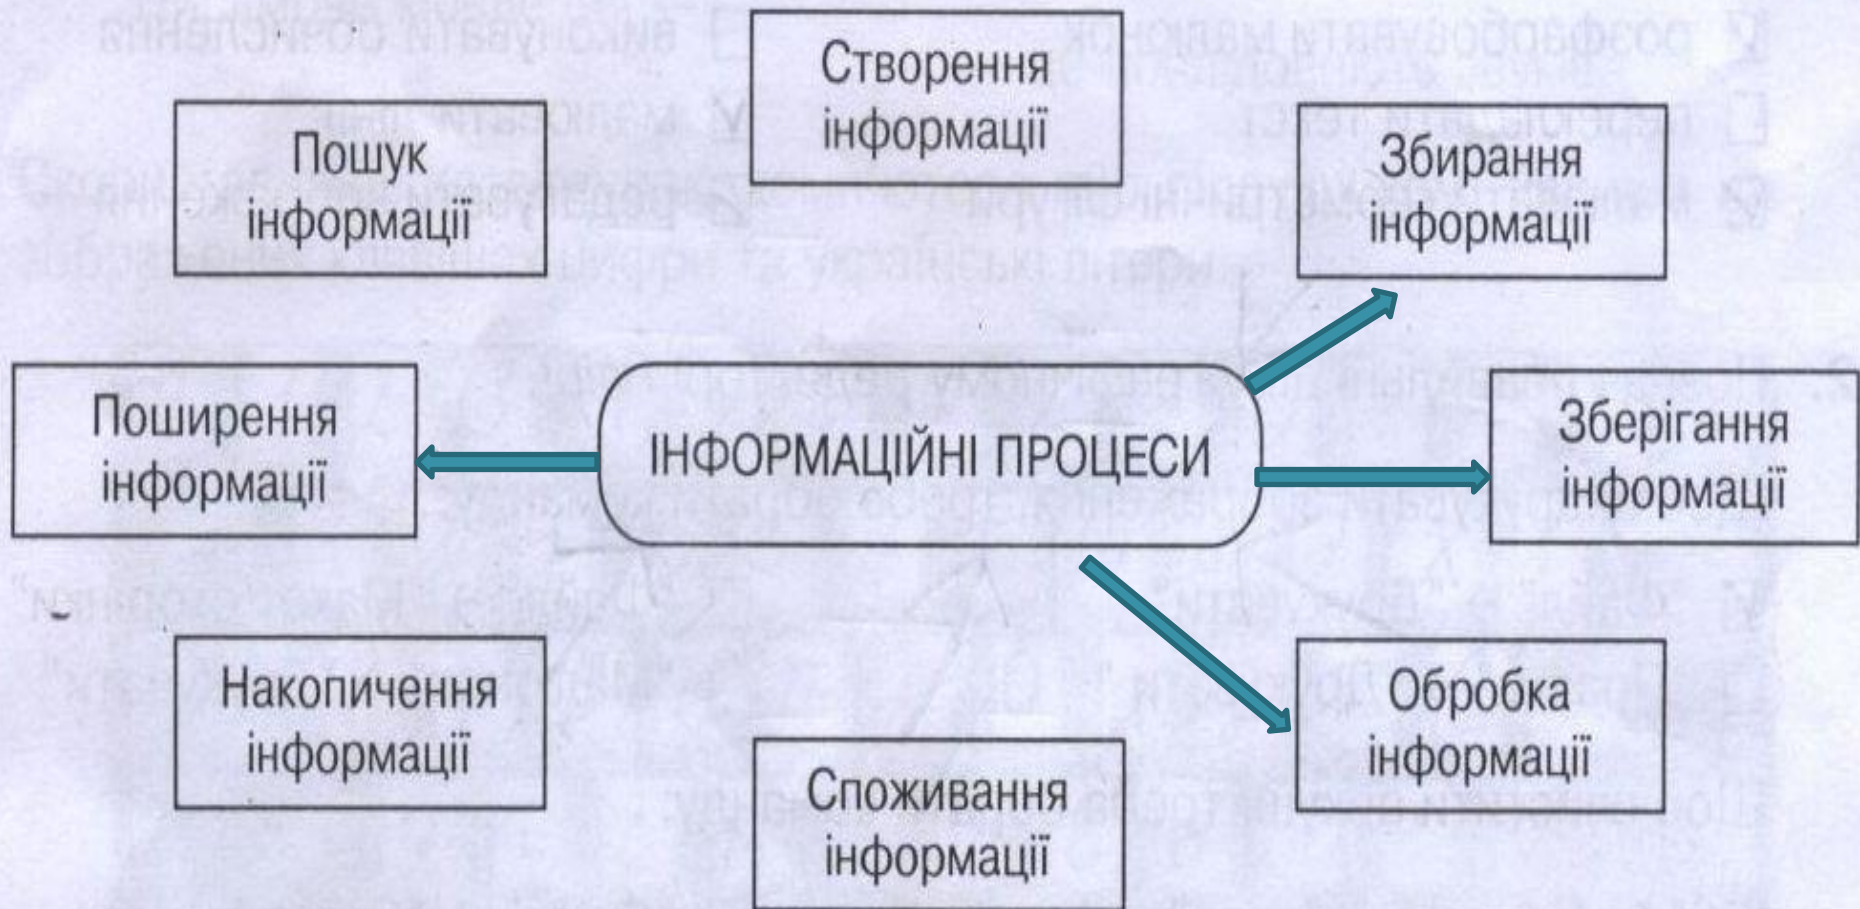 Створення
інформації
Пошук
інформації
Збирання
інформації
Поширення
інформації
ІНФОРМАЦІЙНІ ПРОЦЕСИ
Зберігання
інформації
Накопичення
інформації
Обробка
інформації
Споживання
інформації